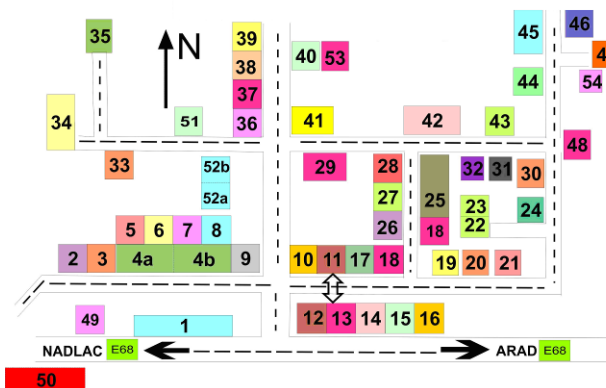 45 46
35 39
N
40 53 4
38
44 54
37
34 51 36 41 42 43
48
33 52b 29 28 32 31 30
52a 27 25 23 24
5 6 7 8 26 18 22
2 3 4a 4b 9 10 11 17 18 19 20 21
49 1 12 13 14 15 16
NADLAC E68 ARAD E68
50